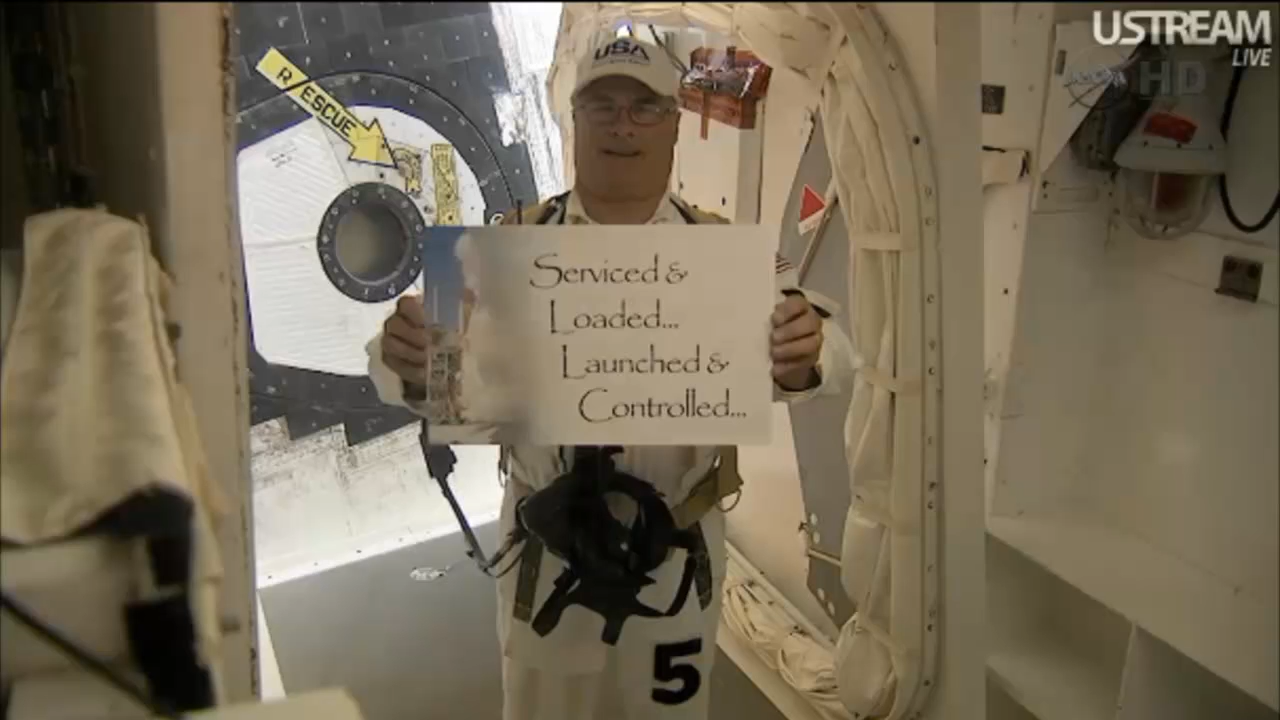 USTREAM
LIVE
HD
USA
RESCUE
Serviced &
Loaded...
Launched &
Controlled...
5